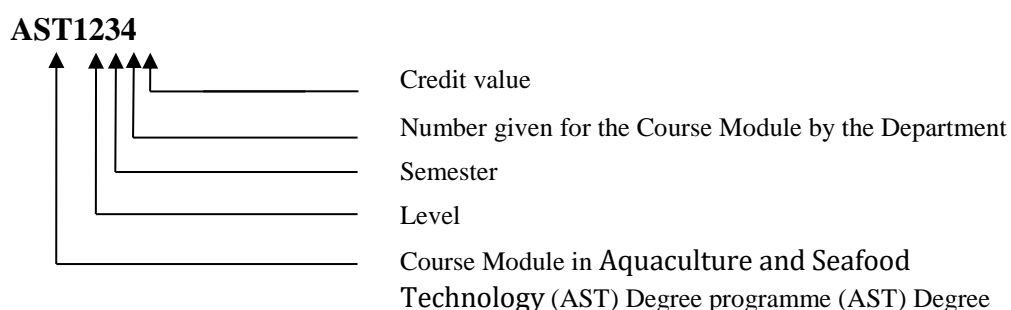 AST1234
Credit value
Number given for the Course Module by the Department
Semester
Level
Course Module in Aquaculture and Seafood
Technology (AST) Degree programme (AST) Degree